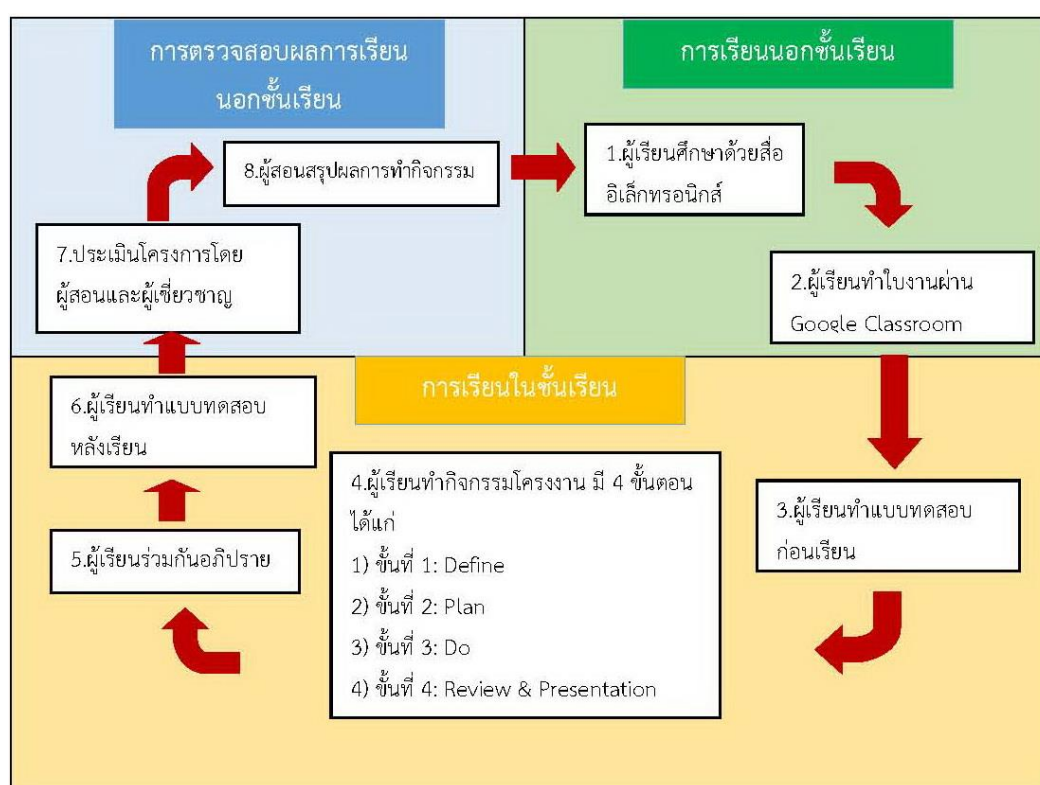 การตรวจสอบผลการเรียน
นอกชั้นเรียน
การเรียนนอกชั้นเรียน
1.ผู้เรียนศึกษาด้วยสื่อ
อิเล็กทรอนิกส์
2.ผู้เรียนทำใบงานผ่าน
Google Classroom
การเรียนในชั้นเรียน
3.ผู้เรียนทำแบบทดสอบ
ก่อนเรียน
4.ผู้เรียนทำกิจกรรมโครงงาน มี 4 ขั้นตอน
ได้แก่
1) ขั้นที่ 1: Define
2) ขั้นที่ 2: Plan
3) ขั้นที่ 3: Do
4) ขั้นที่ 4: Review & Presentation
5.ผู้เรียนร่วมกันอภิปราย
6.ผู้เรียนทำแบบทดสอบ
หลังเรียน
7.ประเมินโครงการโดย
ผู้สอนและผู้เชี่ยวชาญ
8.ผู้สอนสรุปผลการทำกิจกรรม